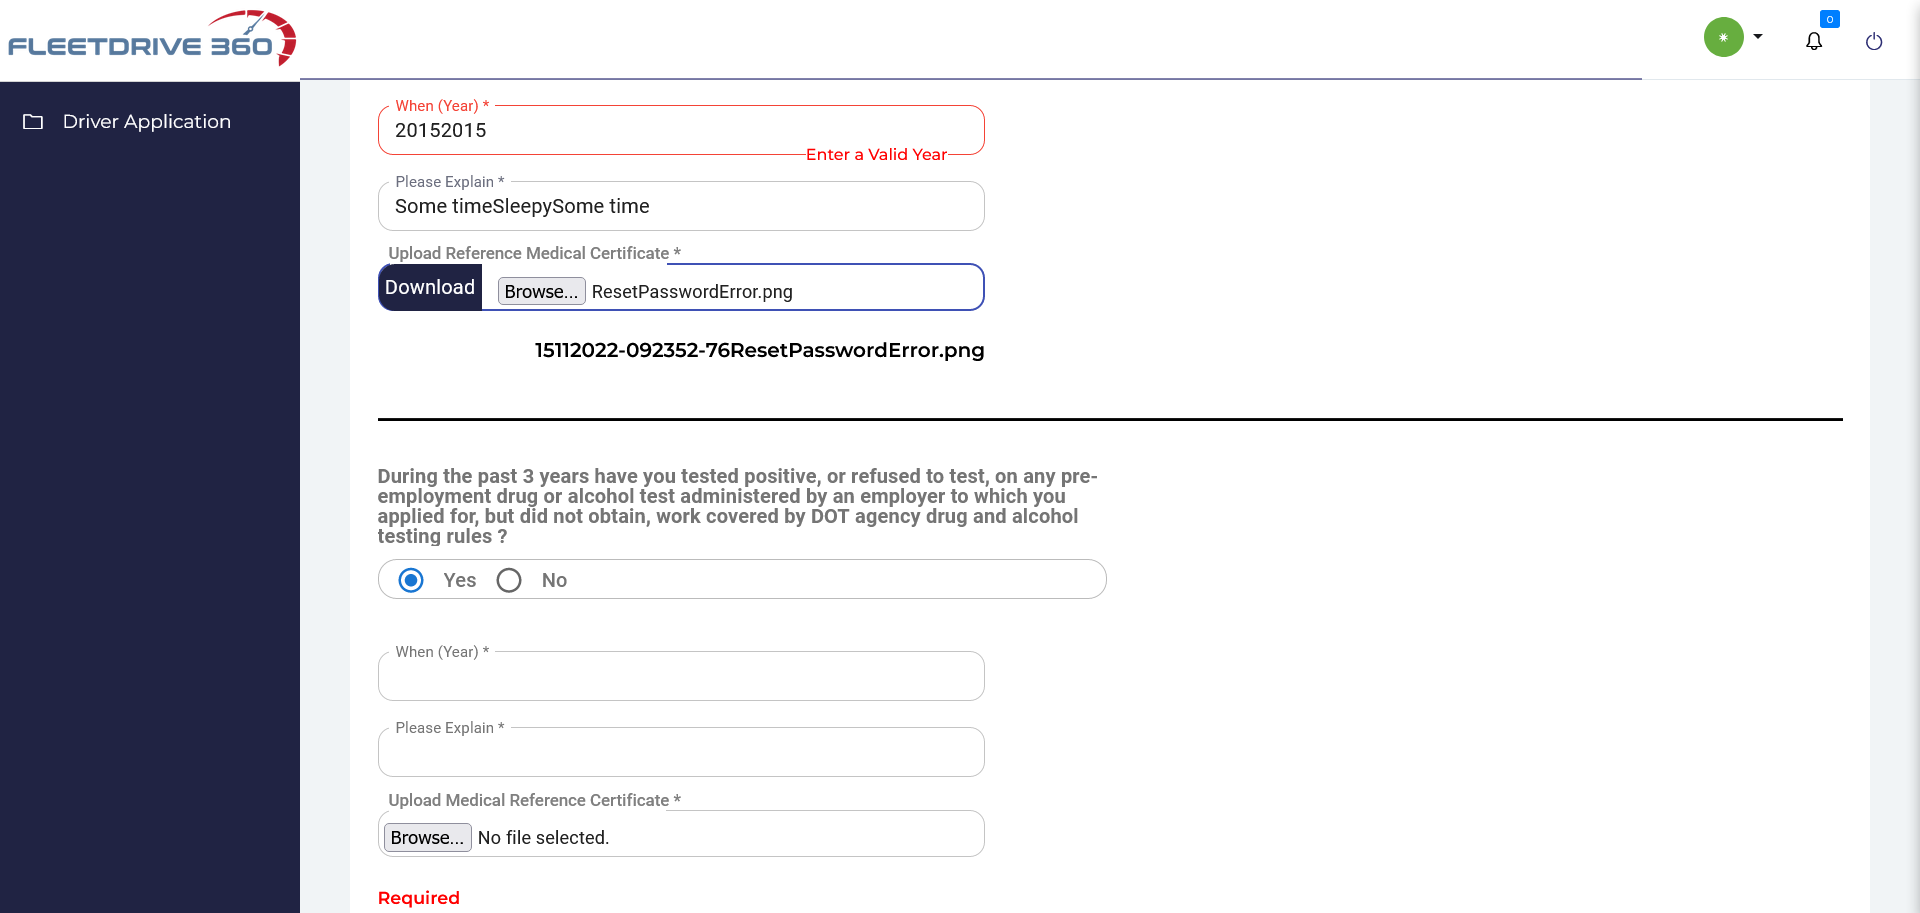 FLEETDRIVE 360
0
Driver Application
When (Year) *
20152015
Enter a Valid Year
Please Explain *
Some timeSleepySome time
Upload Reference Medical Certificate *
Download Browse... ResetPasswordError.png
15112022-092352-76ResetPasswordError.png
During the past 3 years have you tested positive, or refused to test, on any pre-
employment drug or alcohol test administered by an employer to which you
applied for, but did not obtain, work covered by DOT agency drug and alcohol
testing rules ?
Yes No
When (Year) *
Please Explain *
Upload Medical Reference Certificate *
Browse... No file selected.
Required